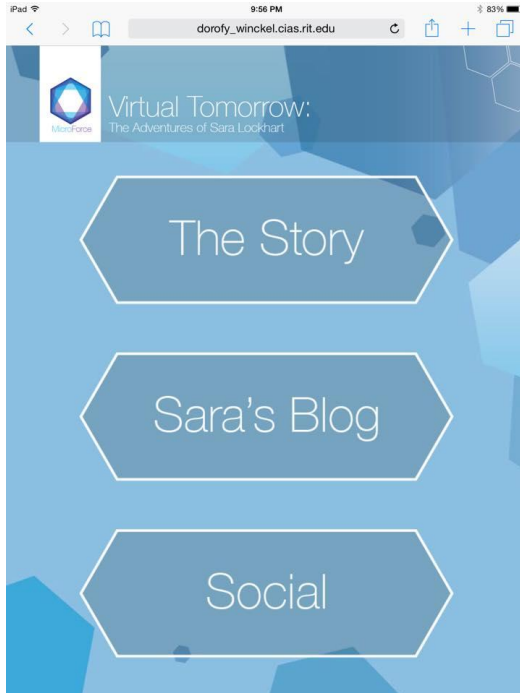 iPad
9:56 PM
83%
dorofy_winckel.cias.rit.edu
MicroForce
Virtual Tomorrow:
The Adventures of Sara Lockhart
The Story
Sara's Blog
Social